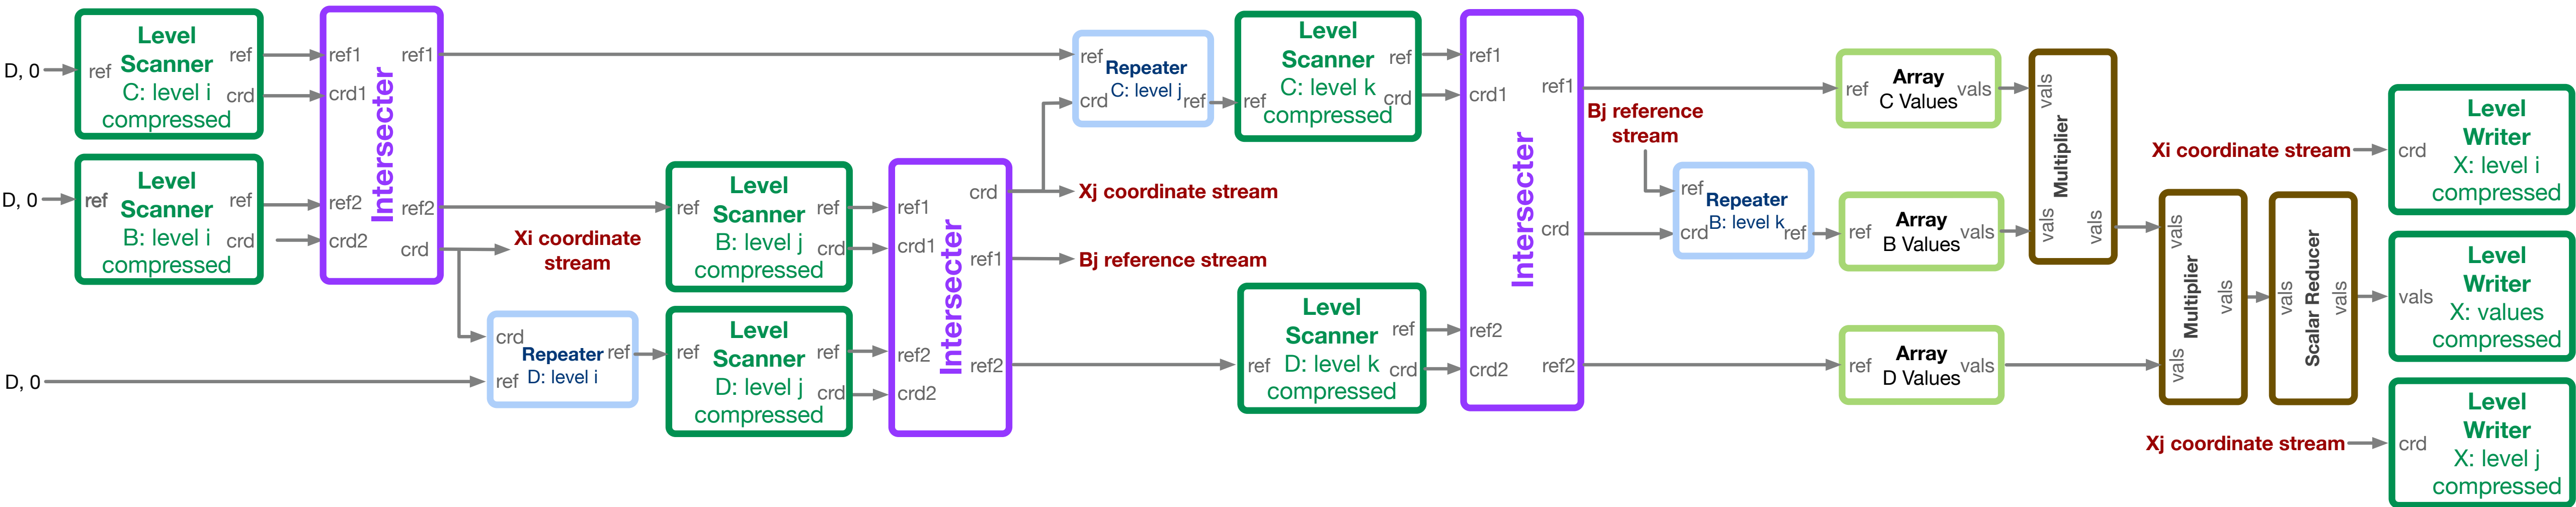 D, 0
ref
Level
Scanner
C: level i
compressed
ref
crd
D, 0
ref
Level
Scanner
B: level i
compressed
ref
crd
ref1
crd1
ref2
crd2
Intersecter
ref1
ref2
crd
Xi coordinate
stream
D, 0
crd
ref
Repeater
D: level i
ref
ref
Level
Scanner
B: level j
compressed
ref
crd
ref
Level
Scanner
D: level j
compressed
ref
crd
ref1
crd1
ref2
crd2
Intersecter
crd
ref1
ref2
Xj coordinate stream
Bj reference stream
ref
crd
Repeater
C: level j
ref
ref
Level
Scanner
C: level k
compressed
ref
crd
ref
Level
Scanner
D: level k
compressed
ref
crd
ref1
crd1
ref2
crd2
Intersecter
ref1
crd
ref2
Bj reference
stream
ref
crd
Repeater
B: level k
ref
ref
Array
C Values
vals
ref
Array
B Values
vals
ref
Array
D Values
vals
vals
vals
Multiplier
vals
vals
vals
Multiplier
vals
vals
Scalar Reducer
vals
Xi coordinate stream
crd
Level
Writer
X: level i
compressed
vals
Level
Writer
X: values
compressed
Xj coordinate stream
crd
Level
Writer
X: level j
compressed